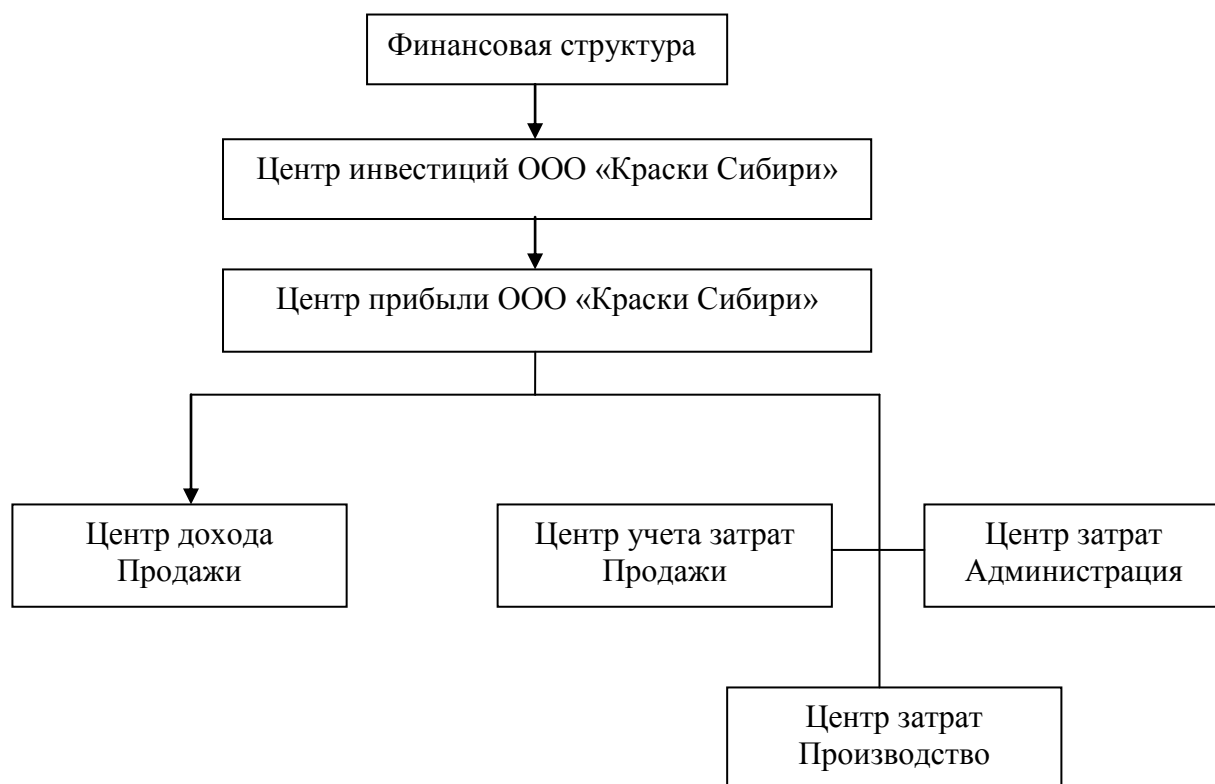 Финансовая структура
Центр инвестиций ООО «Краски Сибири»
Центр прибыли ООО «Краски Сибири»
Центр дохода
Продажи
Центр учета затрат
Продажи
Центр затрат
Администрация
Центр затрат
Производство